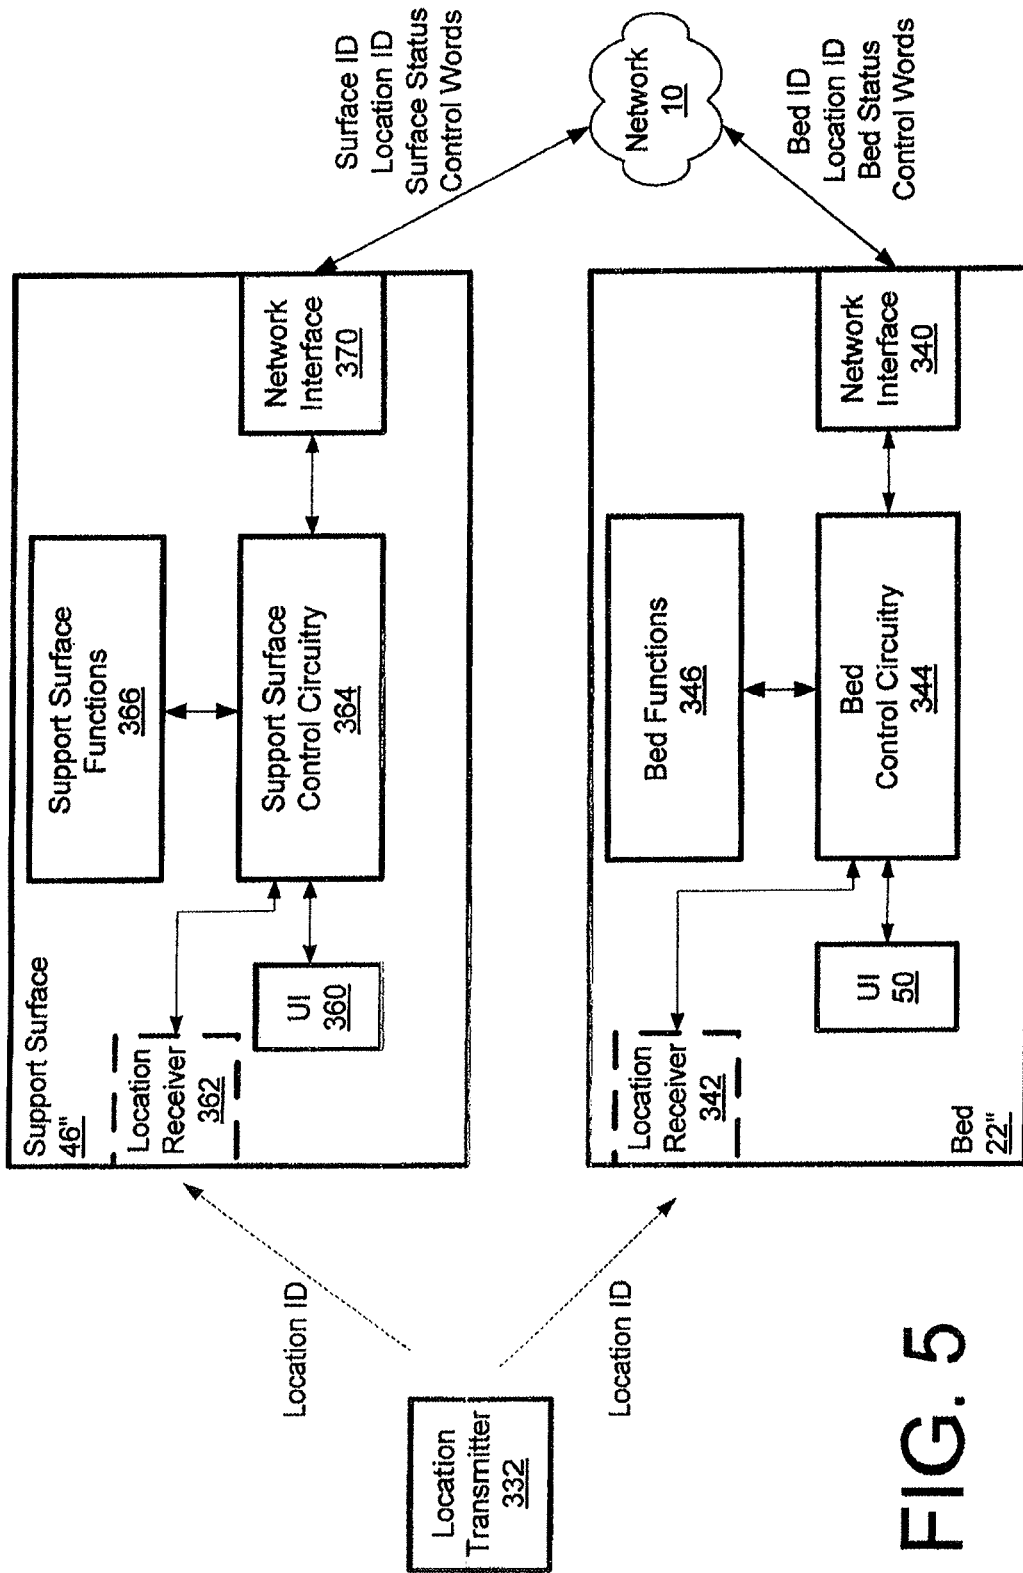 Support Surface
46"
Location
Receiver
362
UI
360
Support Surface
Functions
366
Support Surface
Control Circuitry
364
Network
Interface
370
Surface ID
Location ID
Surface Status
Control Words
Location ID
Location
Transmitter
332
Location ID
Network
10
Location
Receiver
342
UI
50
Bed Functions
346
Bed
Control Circuitry
344
Network
Interface
340
Bed ID
Location ID
Bed Status
Control Words
Bed
22"
FIG. 5